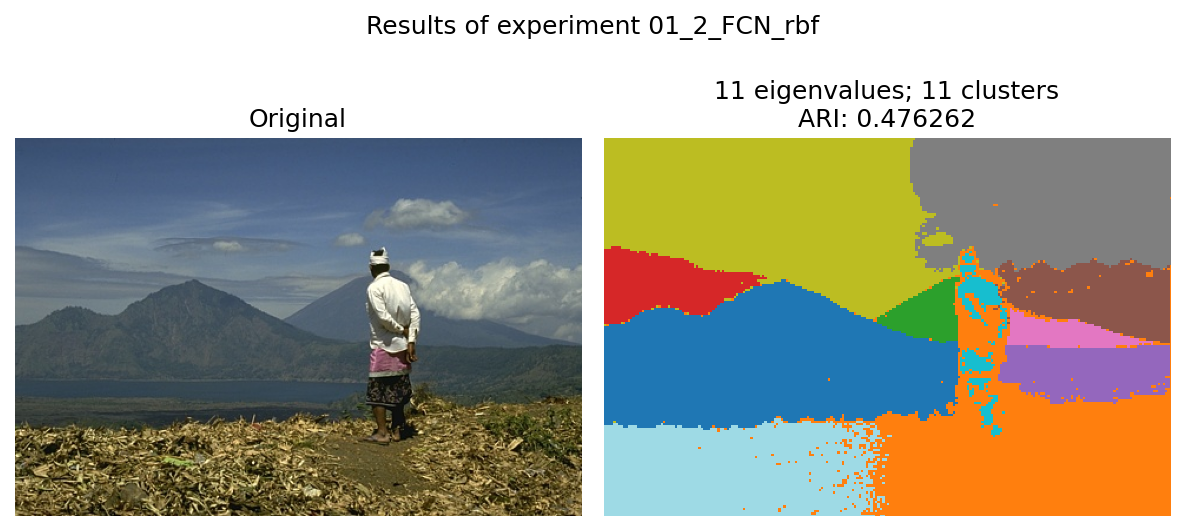 Results of experiment 01_2_FCN_rbf
Original
11 eigenvalues; 11 clusters
ARI: 0.476262